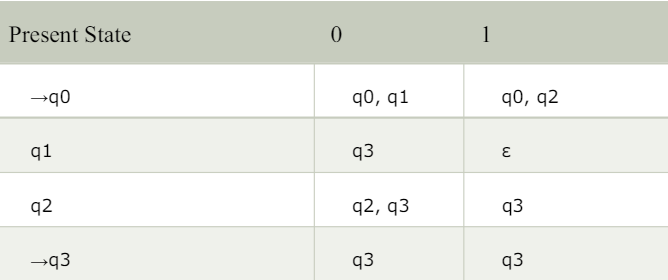 Present State 0 1
→q0 q0, q1 q0, q2
q1 q3 ε
q2 q2, q3 q3
→q3 q3 q3